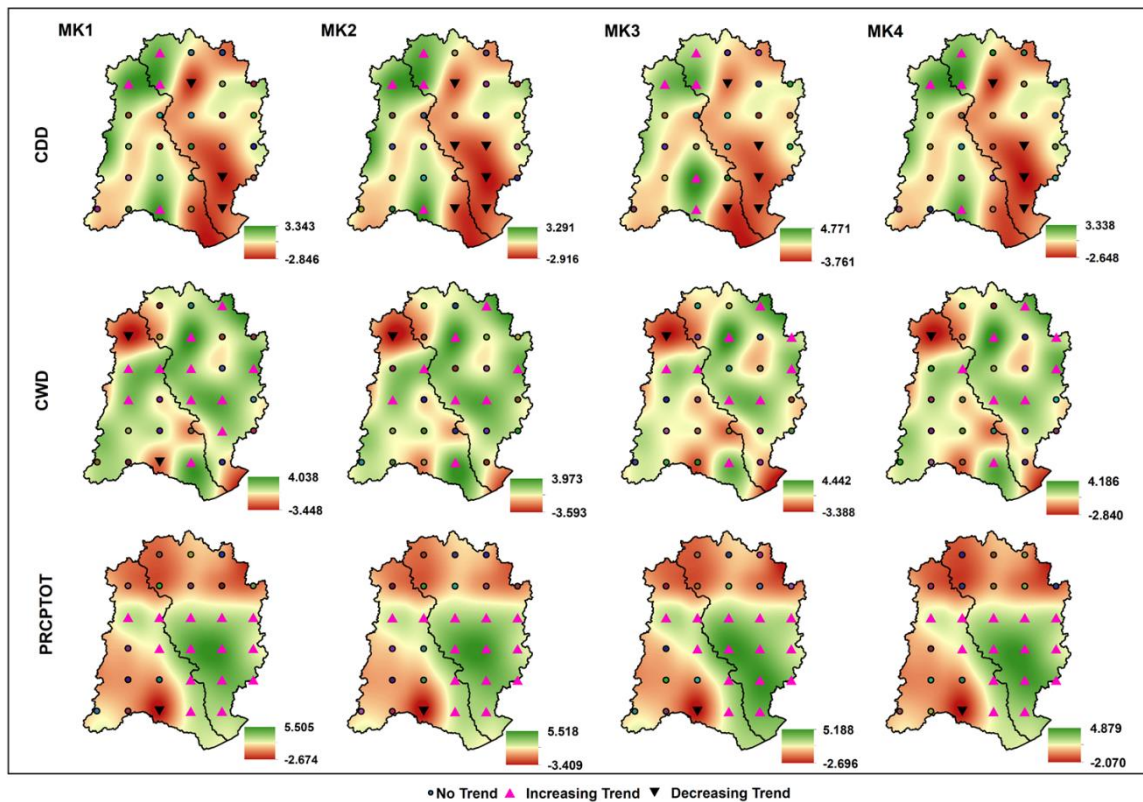 MK1 MK2 MK3 MK4
CDD
3.343 3.291 4.771 3.338
-2.846 -2.916 -3.761 -2.648
CWD
4.038 3.973 4.442 4.186
-3.448 -3.593 -3.388 -2.840
PRCPTOT
5.505 5.518 5.188 4.879
-2.674 -3.409 -2.696 -2.070
No Trend Increasing Trend Decreasing Trend